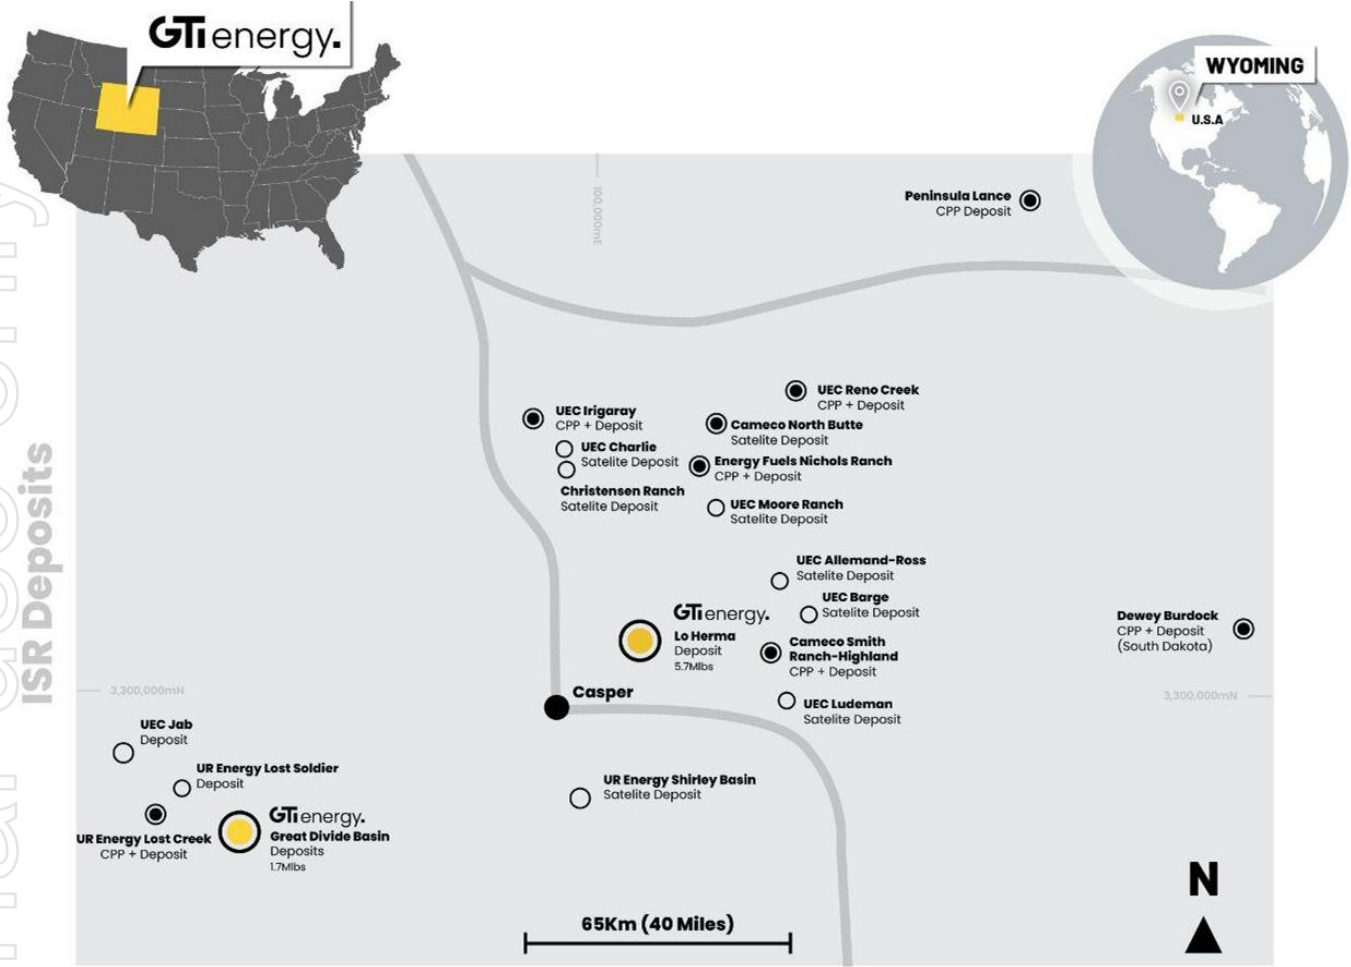 GTi energy.
WYOMING
U.S.A
100,000mE
Peninsula Lance
CPP Deposit
UEC Reno Creek
CPP + Deposit
UEC Irigaray
CPP + Deposit
Cameco North Butte
Satelite Deposit
UEC Charlie
Satelite Deposit
Energy Fuels Nichols Ranch
CPP + Deposit
Christensen Ranch
Satelite Deposit
UEC Moore Ranch
Satelite Deposit
ISR Deposits
UEC Allemand-Ross
Satelite Deposit
UEC Barge
Satelite Deposit
GTi energy.
Lo Herma
Deposit
5.7Mlbs
Cameco Smith
Ranch-Highland
CPP + Deposit
Dewey Burdock
CPP + Deposit
(South Dakota)
3,300,000mN
3,300,000mN
Casper
UEC Ludeman
Satelite Deposit
UEC Jab
Deposit
UR Energy Lost Soldier
Deposit
UR Energy Shirley Basin
Satelite Deposit
GTi energy.
Great Divide Basin
Deposits
1.7Mlbs
UR Energy Lost Creek
CPP + Deposit
65Km (40 Miles)
N